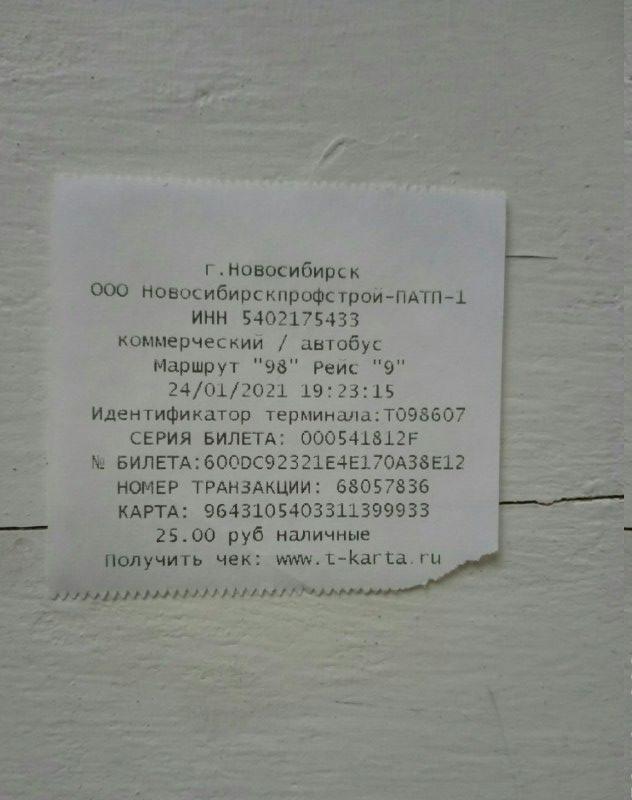 г.Новосибирск
ООО Новосибирскпрофстрой-ПАТП-1
ИНН 5402175433
коммерческий / автобус
Маршрут "98" Рейс "9"
24/01/2021 19:23:15
Идентификатор терминала:T098607
СЕРИЯ БИЛЕТА: 000541812F
№ БИЛЕТА:600DC92321E4E170A38E12
НОМЕР ТРАНЗАКЦИИ: 68057836
КАРТА: 9643105403311399933
25.00 руб наличные
Получить чек: www.t-karta.ru